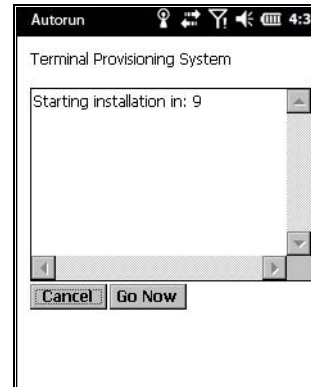 Autorun 4:3
Terminal Provisioning System
Starting installation in: 9
Cancel Go Now